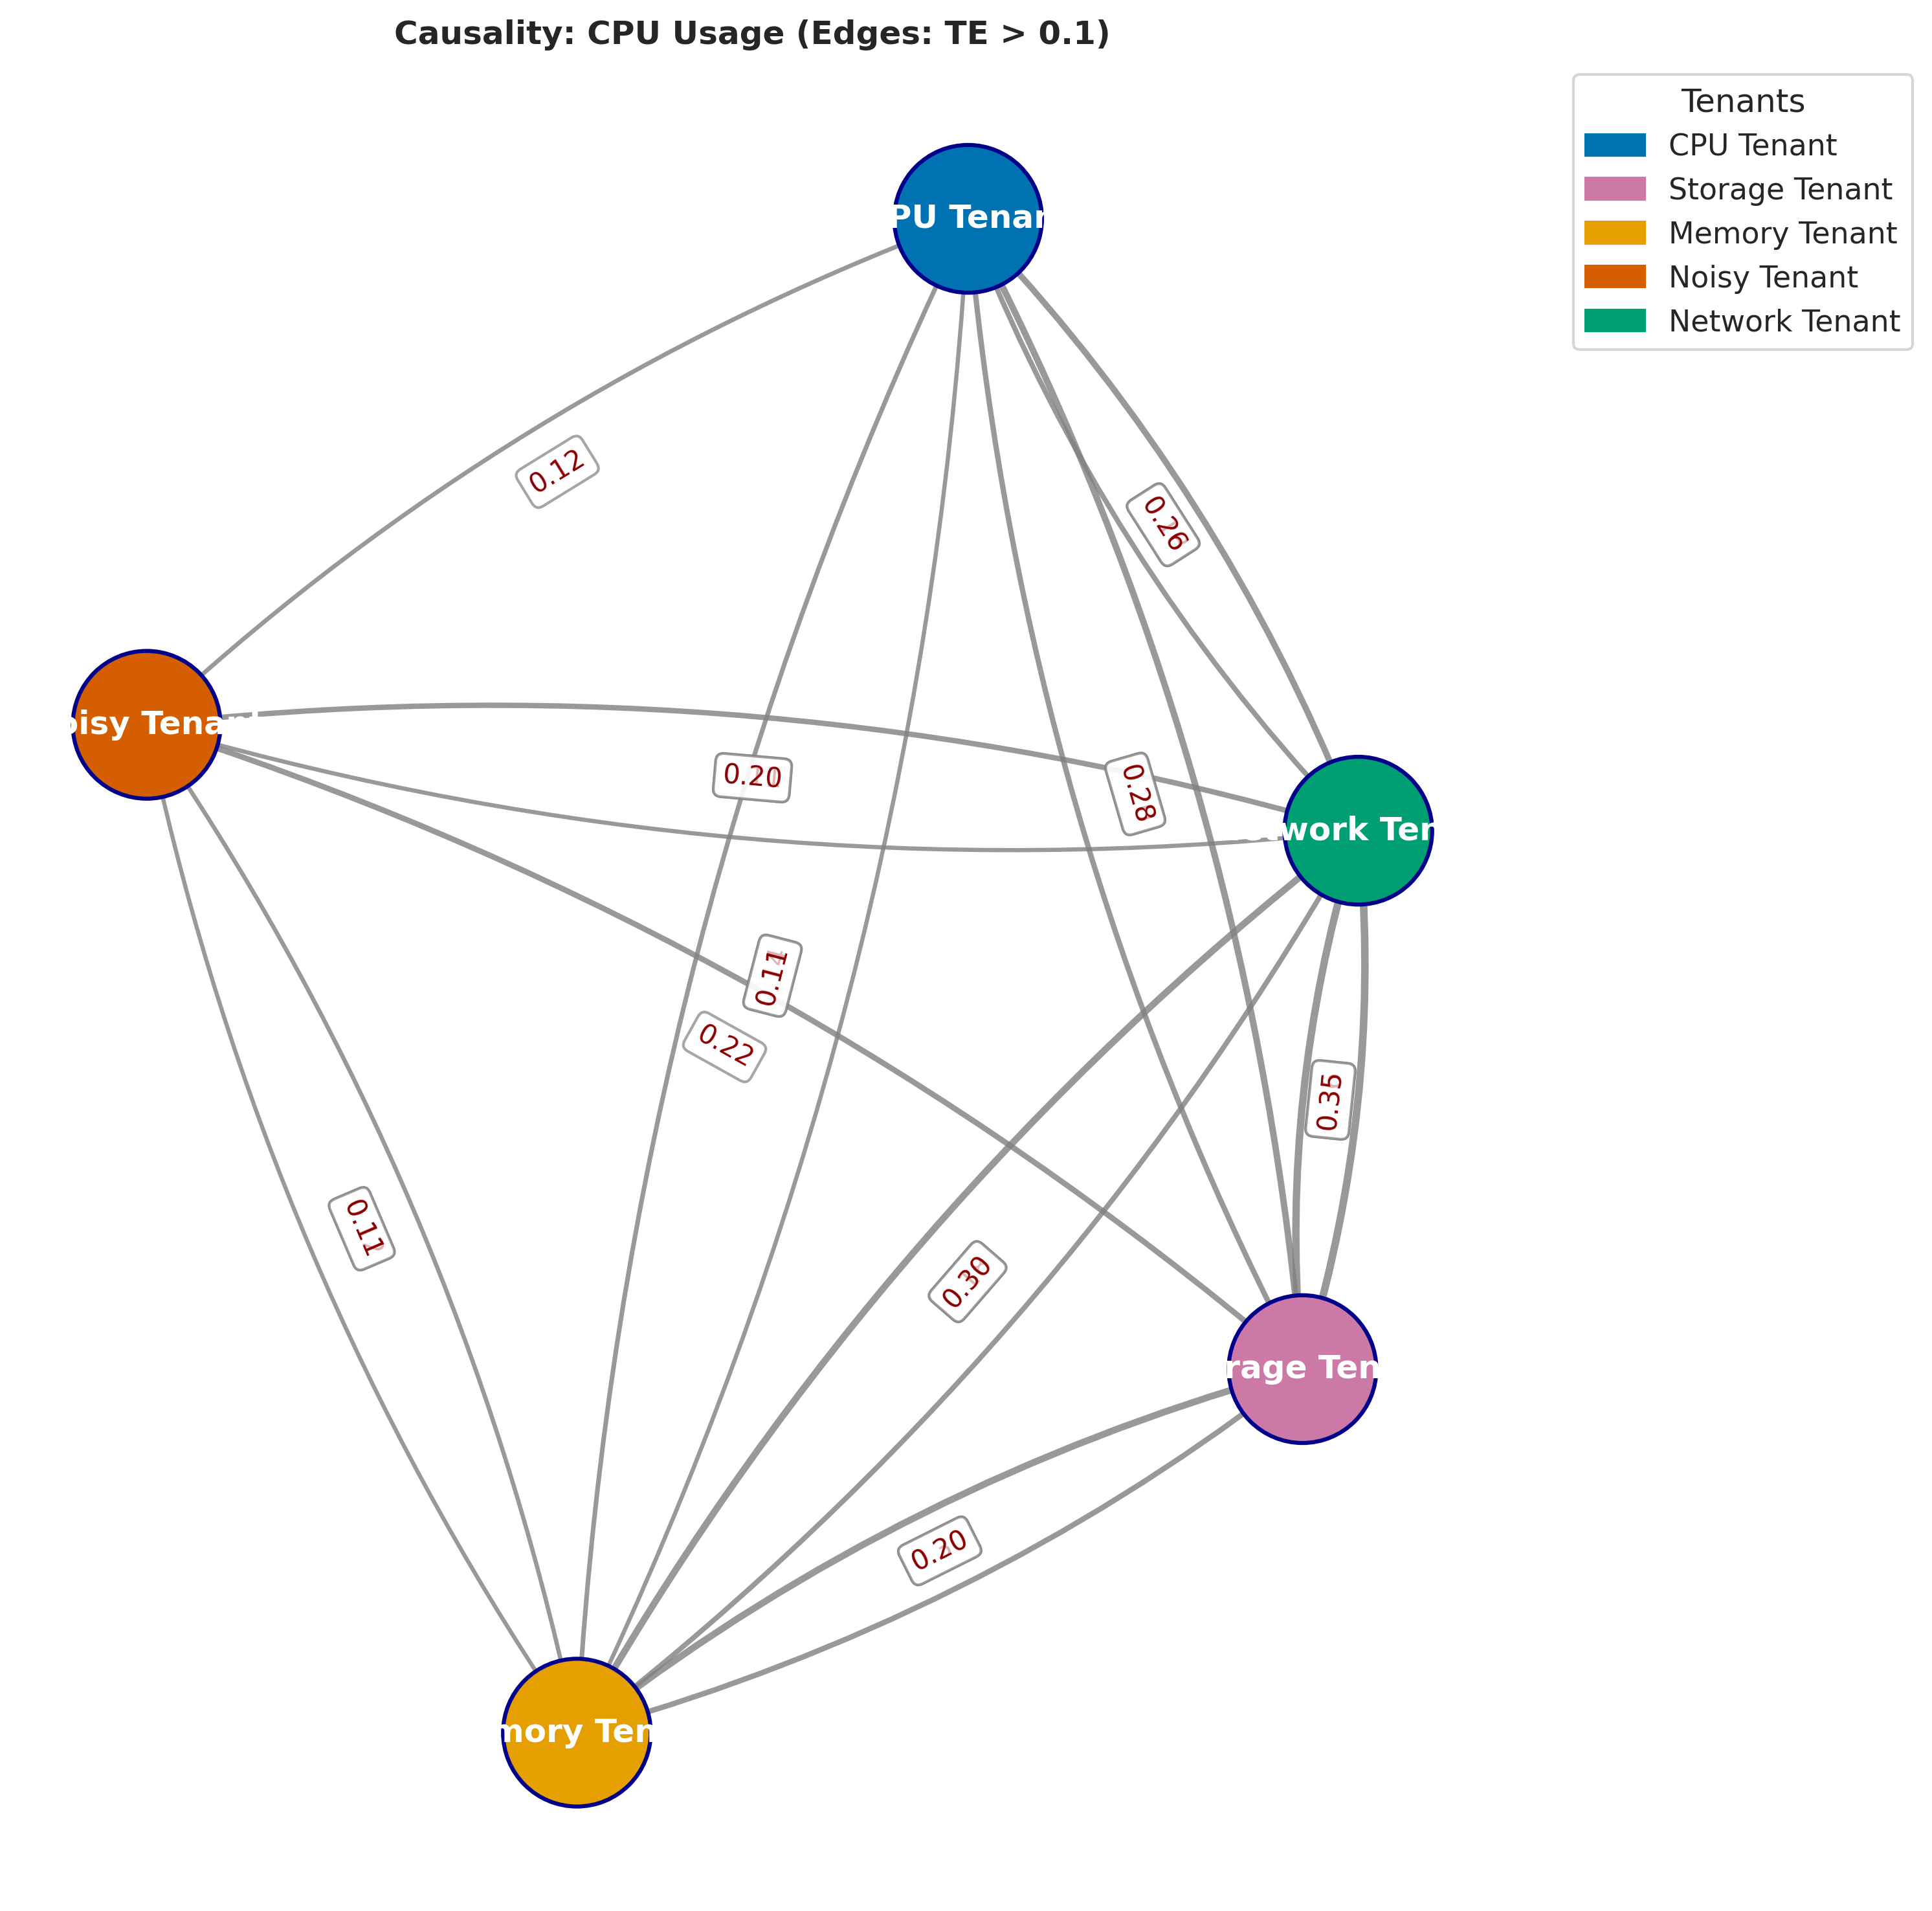 Causality: CPU Usage (Edges: TE > 0.1)
Tenants
CPU Tenant
Storage Tenant
Memory Tenant
Noisy Tenant
Network Tenant
PU Tenan
0.12
0.26
oisy Tenan
0.20
0.28
work Ten
0.11
0.22
0.35
0.11
0.30
rage Ten
0.20
mory Ten